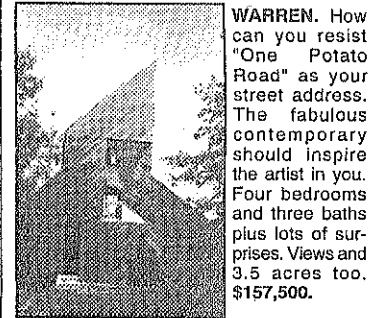 WARREN. How
can you resist
"One Potato
Road" as your
street address.
The fabulous
contemporary
should inspire
the artist in you.
Four bedrooms
and three baths
plus lots of sur-
prises. Views and
3.5 acres too.
$157,500.